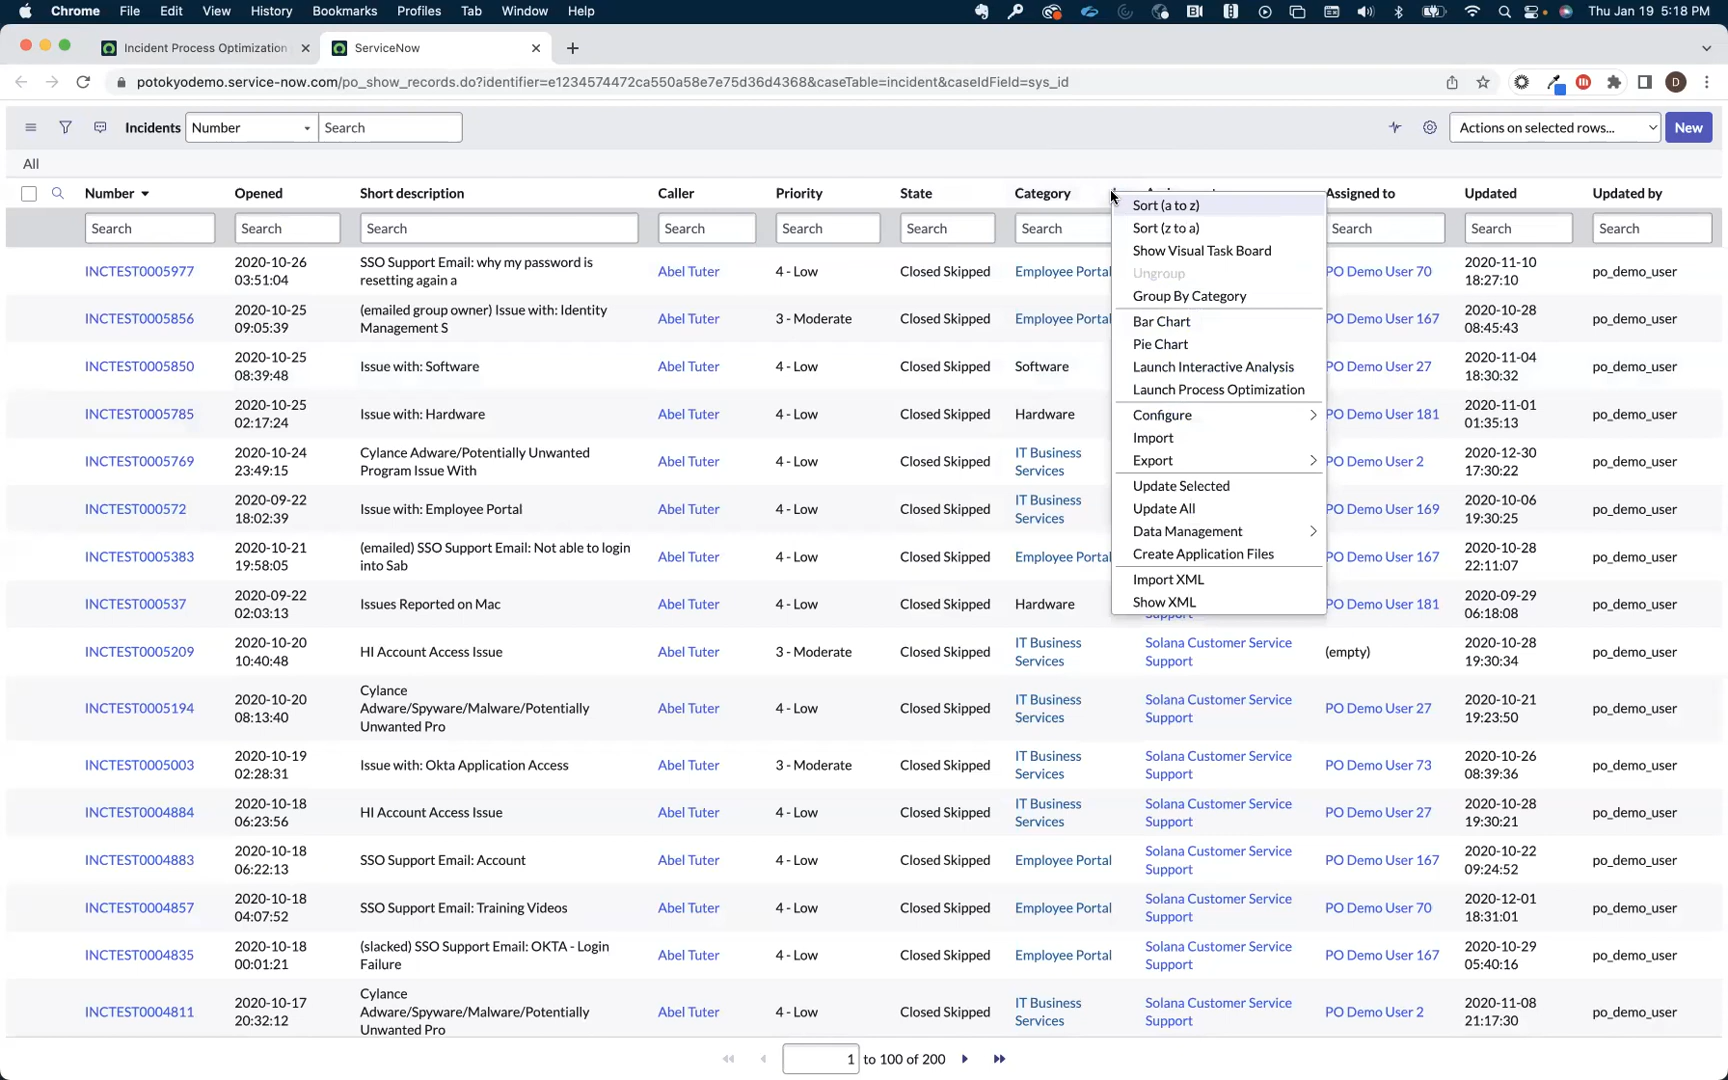 Chrome File Edit View History Bookmarks Profiles Tab Window Help Thu Jan 19 5:18 PM
Incident Process Optimization ServiceNow
potokyodemo.service-now.com/po_show_records.do?identifier=e1234574472ca550a58e7e75d36d4368&caseTable=incident&caseIdField=sys_id D
Incidents Number Search Actions on selected rows... New
All
Number Opened Short description Caller Priority State Category Assigned to Updated Updated by
Search Search Search Search Search Search Search Search Search Search
INCTEST0005977 2020-10-26 03:51:04 SSO Support Email: why my password is resetting again a Abel Tuter 4 - Low Closed Skipped Employee Portal PO Demo User 70 2020-11-10 18:27:10 po_demo_user
INCTEST0005856 2020-10-25 09:05:39 (emailed group owner) Issue with: Identity Management S Abel Tuter 3 - Moderate Closed Skipped Employee Portal PO Demo User 167 2020-10-28 08:45:43 po_demo_user
INCTEST0005850 2020-10-25 08:39:48 Issue with: Software Abel Tuter 4 - Low Closed Skipped Software PO Demo User 27 2020-11-04 18:30:32 po_demo_user
INCTEST0005785 2020-10-25 02:17:24 Issue with: Hardware Abel Tuter 4 - Low Closed Skipped Hardware PO Demo User 181 2020-11-01 01:35:13 po_demo_user
INCTEST0005769 2020-10-24 23:49:15 Cylance Adware/Potentially Unwanted Program Issue With Abel Tuter 4 - Low Closed Skipped IT Business Services PO Demo User 2 2020-12-30 17:30:22 po_demo_user
INCTEST000572 2020-09-22 18:02:39 Issue with: Employee Portal Abel Tuter 4 - Low Closed Skipped IT Business Services PO Demo User 169 2020-10-06 19:30:25 po_demo_user
INCTEST0005383 2020-10-21 19:58:05 (emailed) SSO Support Email: Not able to login into Sab Abel Tuter 4 - Low Closed Skipped Employee Portal PO Demo User 167 2020-10-28 22:11:07 po_demo_user
INCTEST000537 2020-09-22 02:03:13 Issues Reported on Mac Abel Tuter 4 - Low Closed Skipped Hardware Support PO Demo User 181 2020-09-29 06:18:08 po_demo_user
INCTEST0005209 2020-10-20 10:40:48 HI Account Access Issue Abel Tuter 3 - Moderate Closed Skipped IT Business Services Solana Customer Service Support (empty) 2020-10-28 19:30:34 po_demo_user
INCTEST0005194 2020-10-20 08:13:40 Cylance Adware/Spyware/Malware/Potentially Unwanted Pro Abel Tuter 4 - Low Closed Skipped IT Business Services Solana Customer Service Support PO Demo User 27 2020-10-21 19:23:50 po_demo_user
INCTEST0005003 2020-10-19 02:28:31 Issue with: Okta Application Access Abel Tuter 3 - Moderate Closed Skipped IT Business Services Solana Customer Service Support PO Demo User 73 2020-10-26 08:39:36 po_demo_user
INCTEST0004884 2020-10-18 06:23:56 HI Account Access Issue Abel Tuter 4 - Low Closed Skipped IT Business Services Solana Customer Service Support PO Demo User 27 2020-10-28 19:30:21 po_demo_user
INCTEST0004883 2020-10-18 06:22:13 SSO Support Email: Account Abel Tuter 4 - Low Closed Skipped Employee Portal Solana Customer Service Support PO Demo User 167 2020-10-22 09:24:52 po_demo_user
INCTEST0004857 2020-10-18 04:07:52 SSO Support Email: Training Videos Abel Tuter 4 - Low Closed Skipped Employee Portal Solana Customer Service Support PO Demo User 70 2020-12-01 18:31:01 po_demo_user
INCTEST0004835 2020-10-18 00:01:21 (slacked) SSO Support Email: OKTA - Login Failure Abel Tuter 4 - Low Closed Skipped Employee Portal Solana Customer Service Support PO Demo User 167 2020-10-29 05:40:16 po_demo_user
INCTEST0004811 2020-10-17 20:32:12 Cylance Adware/Spyware/Malware/Potentially Unwanted Pro Abel Tuter 4 - Low Closed Skipped IT Business Services Solana Customer Service Support PO Demo User 2 2020-11-08 21:17:30 po_demo_user
Sort (a to z)
Sort (z to a)
Show Visual Task Board
Ungroup
Group By Category
Bar Chart
Pie Chart
Launch Interactive Analysis
Launch Process Optimization
Configure
Import
Export
Update Selected
Update All
Data Management
Create Application Files
Import XML
Show XML
1 to 100 of 200